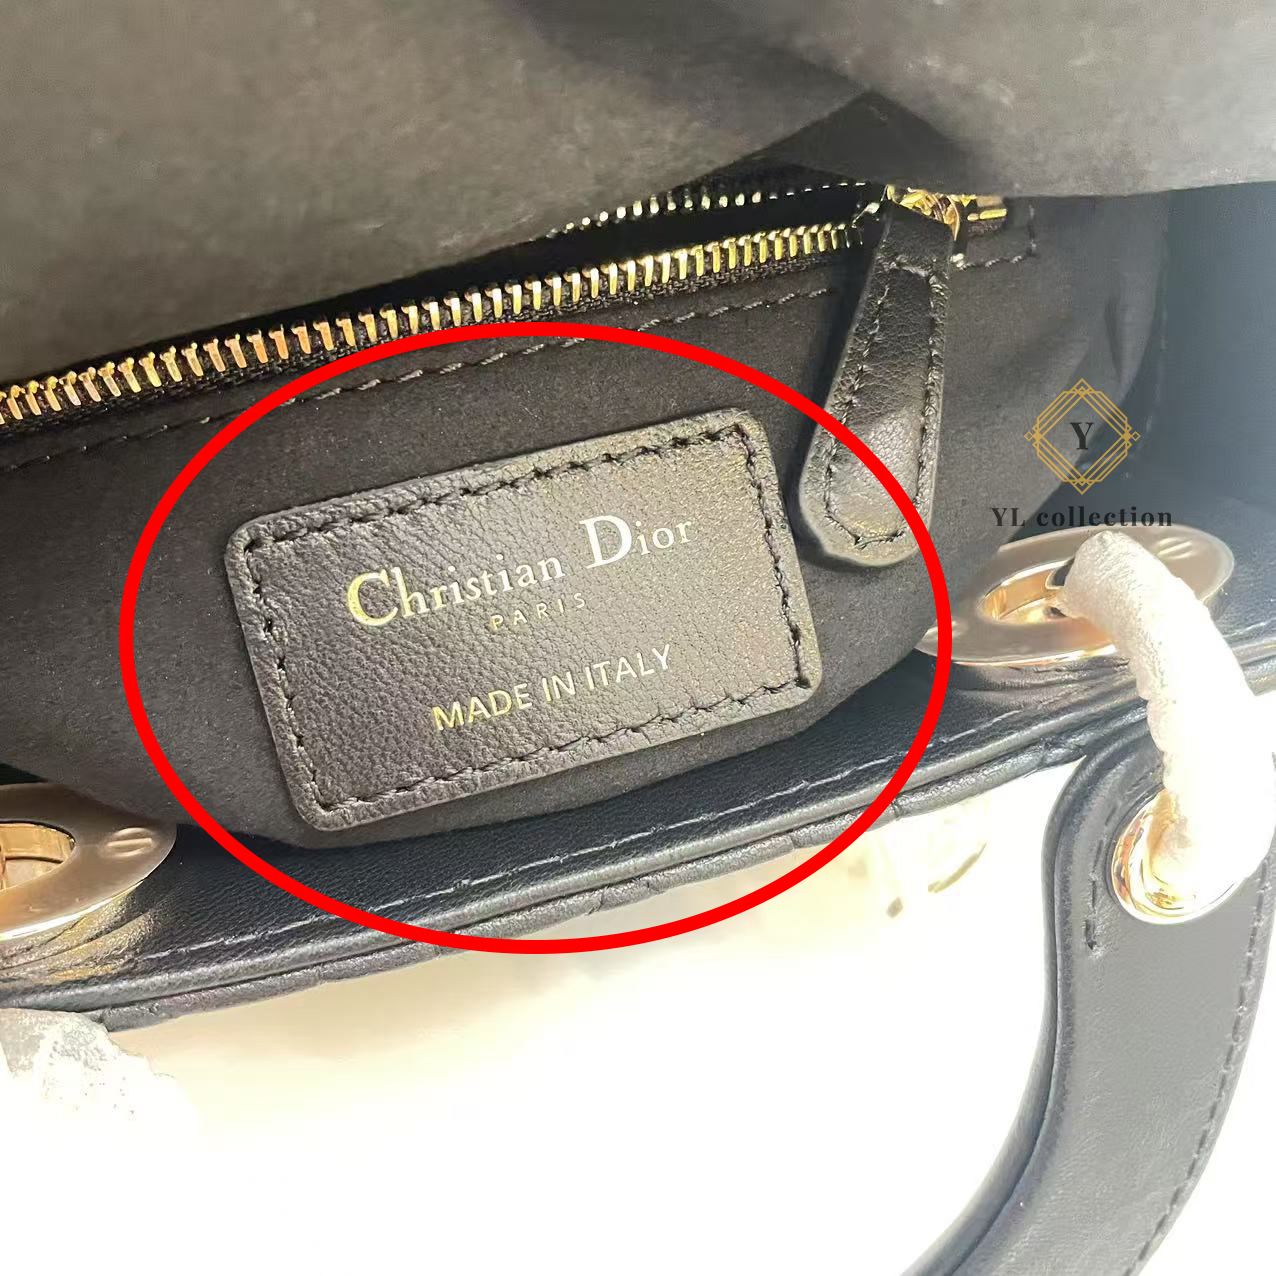 Christian Dior
PARIS
MADE IN ITALY
Y
YL collection